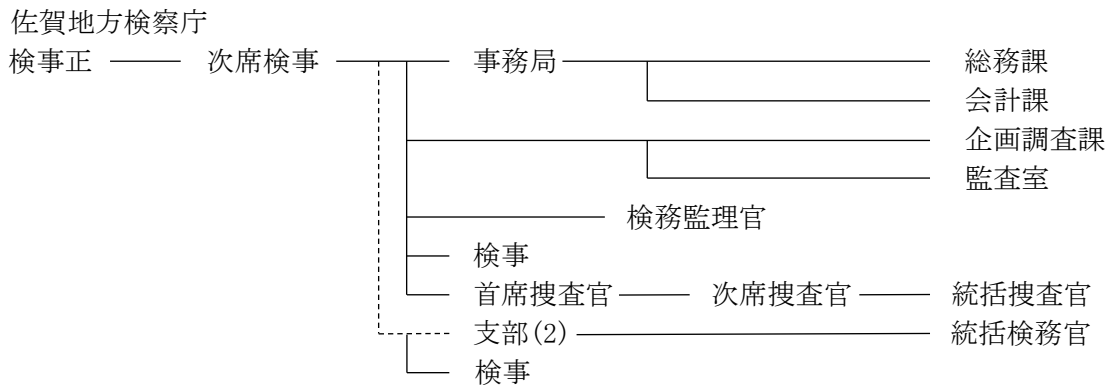 佐賀地方検察庁
検事正 次席検事 事務局 総務課
会計課
企画調査課
監査室
検務監理官
検事
首席捜査官 次席捜査官 統括捜査官
支部(2) 統括検務官
検事